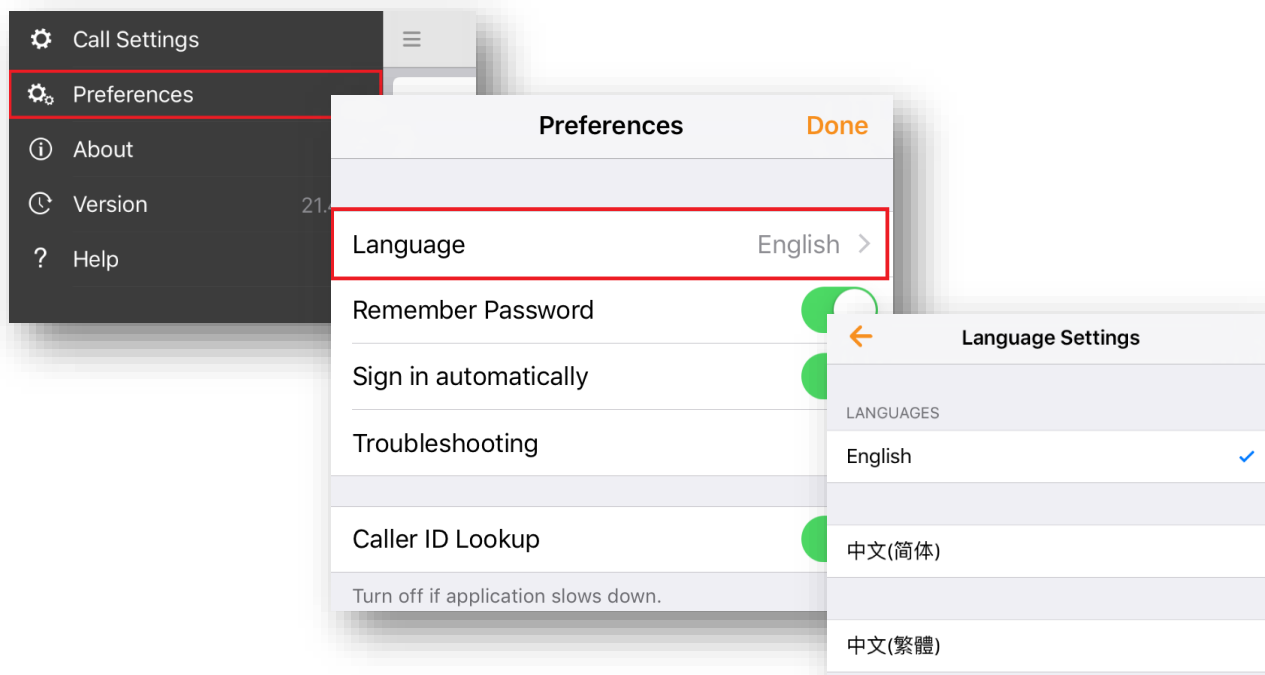 Call Settings
Preferences
About
Version 21.
? Help
Preferences Done
Language English
Remember Password
Sign in automatically
Troubleshooting
Caller ID Lookup
Turn off if application slows down.
Language Settings
LANGUAGES
English
中文(简体)
中文(繁體)